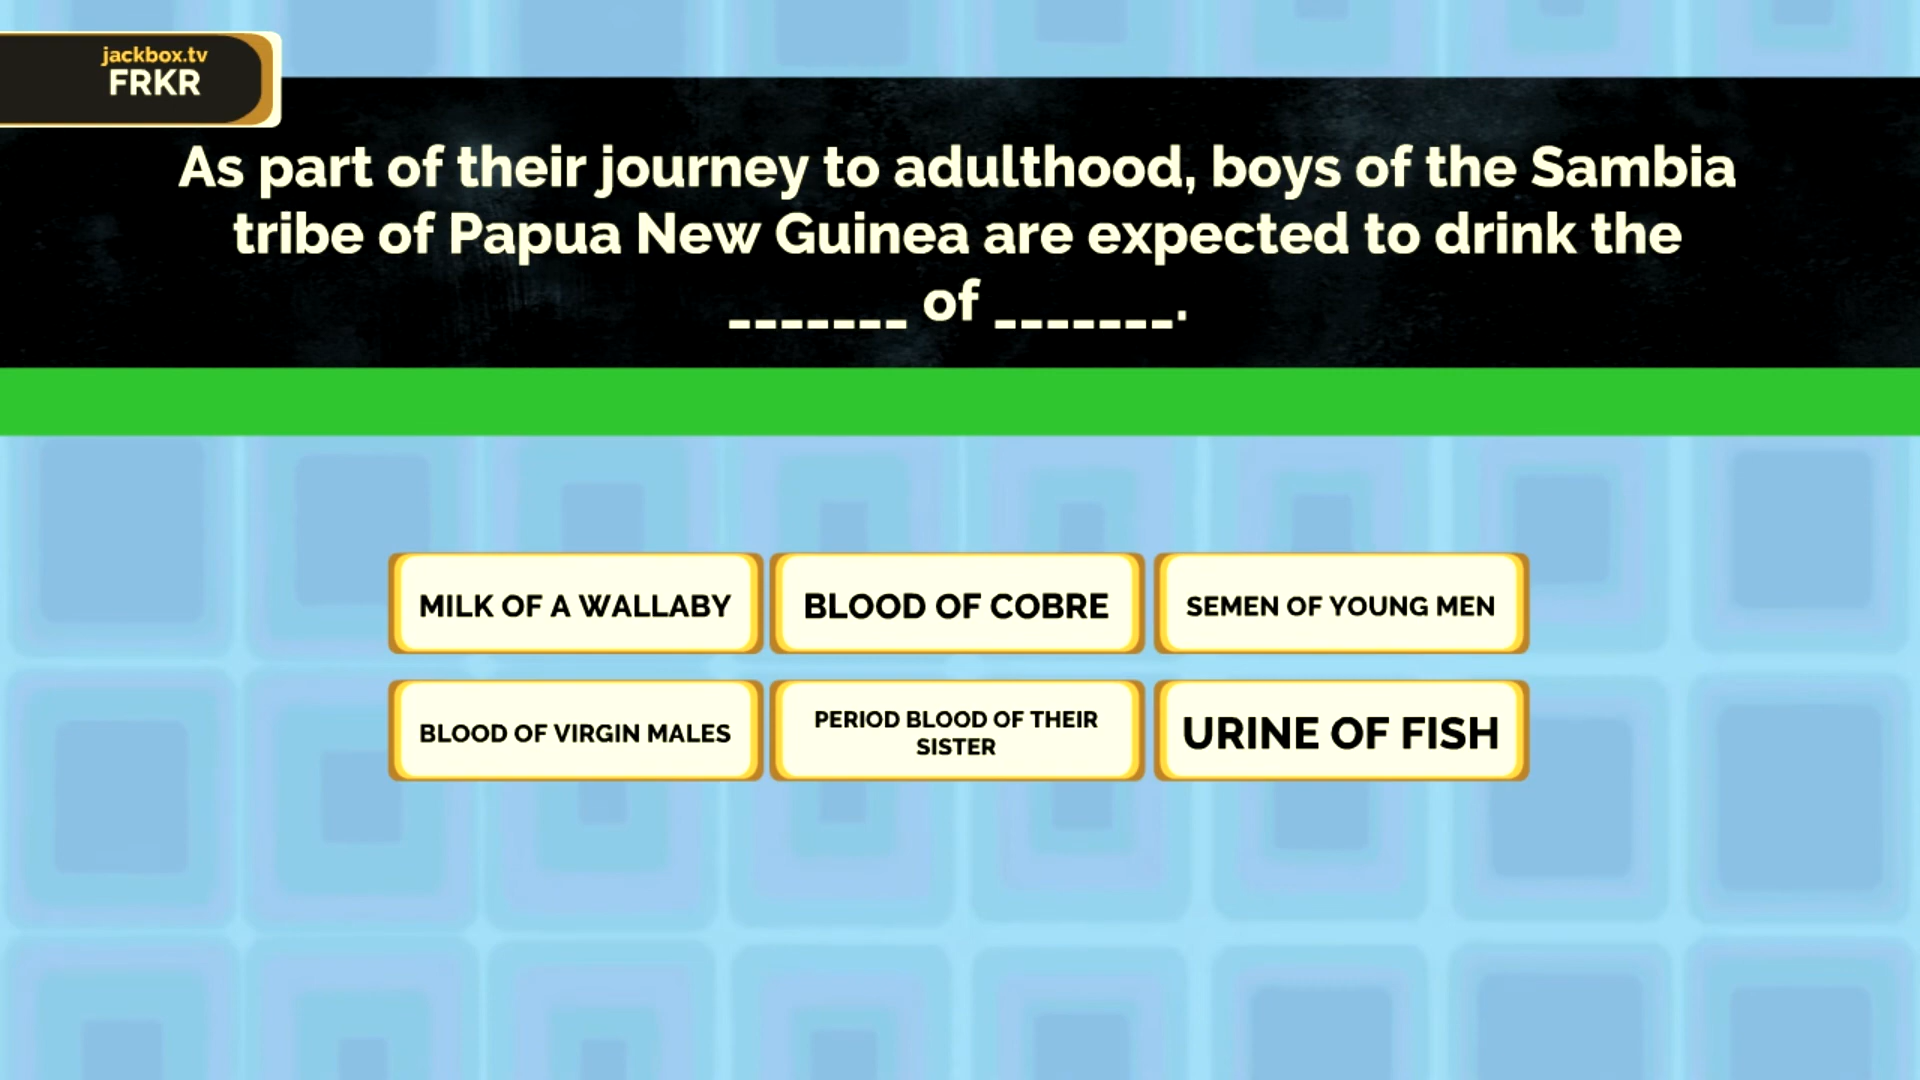 jackbox.tv
FRKR
As part of their journey to adulthood, boys of the Sambia
tribe of Papua New Guinea are expected to drink the
_______ of _______.
MILK OF A WALLABY
BLOOD OF COBRE
SEMEN OF YOUNG MEN
BLOOD OF VIRGIN MALES
PERIOD BLOOD OF THEIR
SISTER
URINE OF FISH